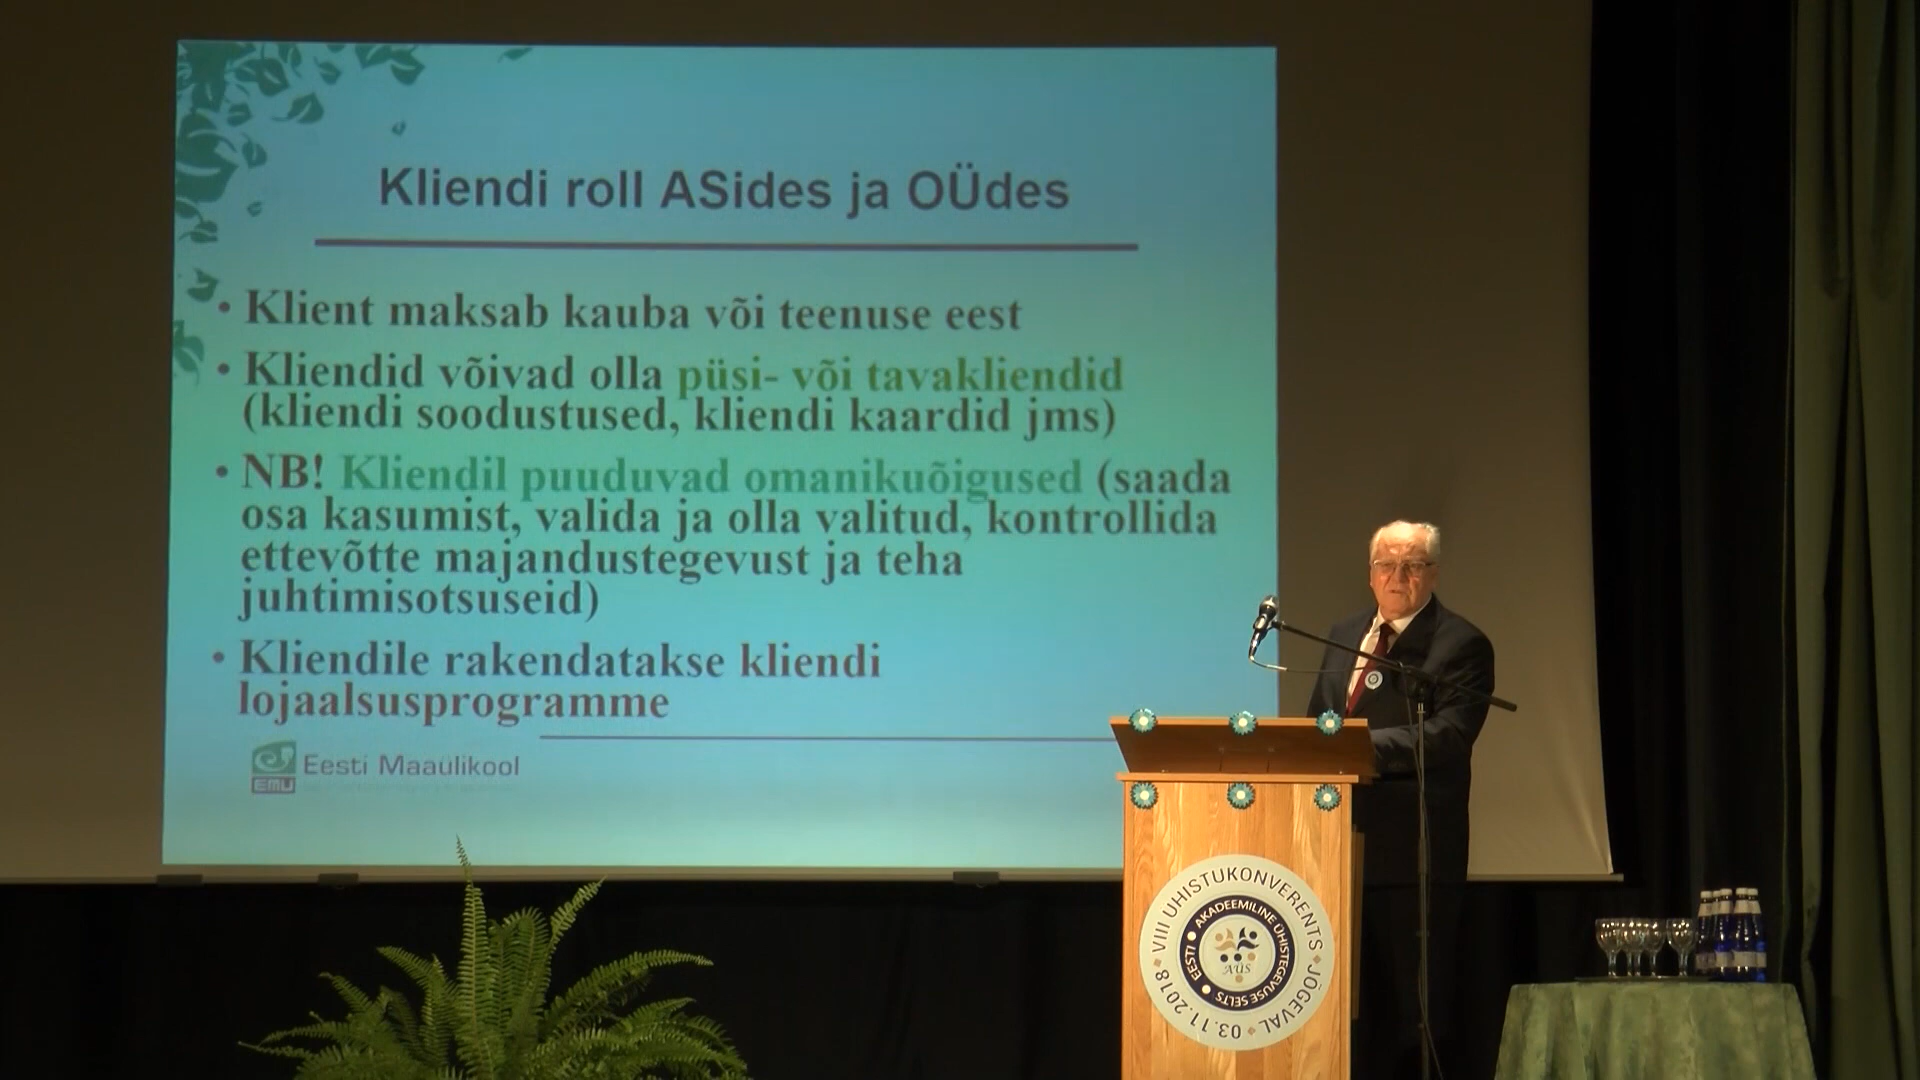 Kliendi roll ASides ja OÜdes
• Klient maksab kauba või teenuse eest
• Kliendid võivad olla püsi- või tavakliendid
(kliendi soodustused, kliendi kaardid jms)
• NB! Kliendil puuduvad omanikuõigused (saada
osa kasumist, valida ja olla valitud, kontrollida
ettevõtte majandustegevust ja teha
juhtimisotsuseid)
• Kliendile rakendatakse kliendi
lojaalsusprogramme
Eesti Maaülikool
EMU
VIII ÜHISTUKONVERENTS • JÕGEVAL • 03.11.2018 •
EESTI • AKADEEMILINE ÜHISTEGEVUSE SELTS •
AÜS